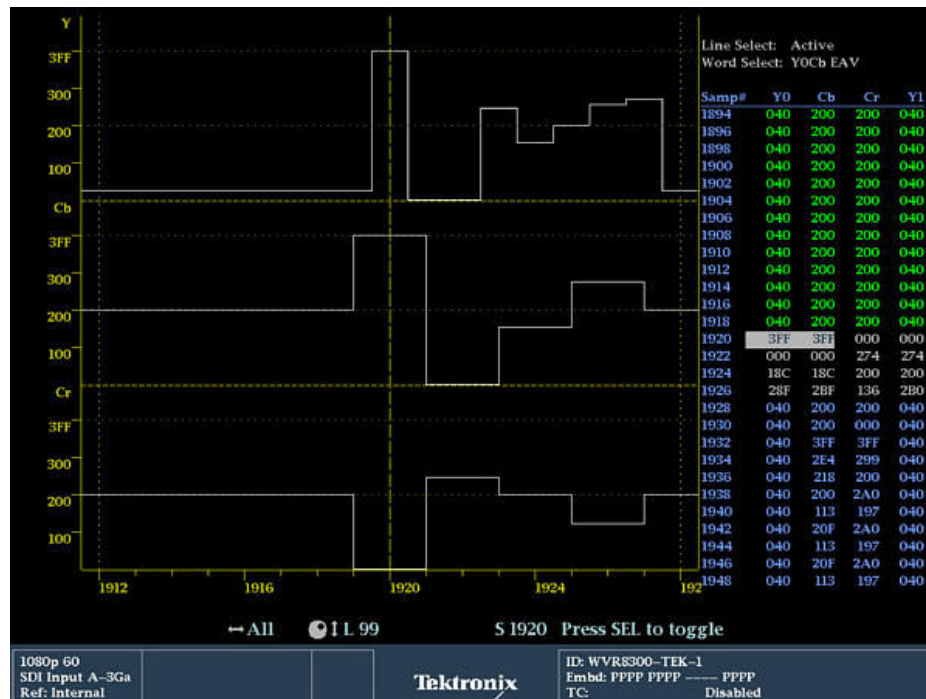 Y
3FF
300
200
100
Cb
3FF
300
200
100
Cr
3FF
300
200
100
1912 1916 1920 1924 192
Line Select: Active
Word Select: Y0Cb EAV
Samp# Y0 Cb Cr Y1
1894 040 200 200 040
1896 040 200 200 040
1898 040 200 200 040
1900 040 200 200 040
1902 040 200 200 040
1904 040 200 200 040
1906 040 200 200 040
1908 040 200 200 040
1910 040 200 200 040
1912 040 200 200 040
1914 040 200 200 040
1916 040 200 200 040
1918 040 200 200 040
1920 3FF 3FF 000 000
1922 000 000 274 274
1924 18C 18C 200 200
1926 28F 2BF 136 2B0
1928 040 200 200 040
1930 040 200 000 040
1932 040 3FF 3FF 040
1934 040 2E4 299 040
1936 040 218 200 040
1938 040 200 2A0 040
1940 040 113 197 040
1942 040 20F 2A0 040
1944 040 113 197 040
1946 040 20F 2A0 040
1948 040 113 197 040
↔All ↕L 99 S 1920 Press SEL to toggle
1080p 60
SDI Input A-3Ga
Ref: Internal
Tektronix
ID: WVR8300-TEK-1
Embd: PPPP PPPP ---- PPPP
TC: Disabled